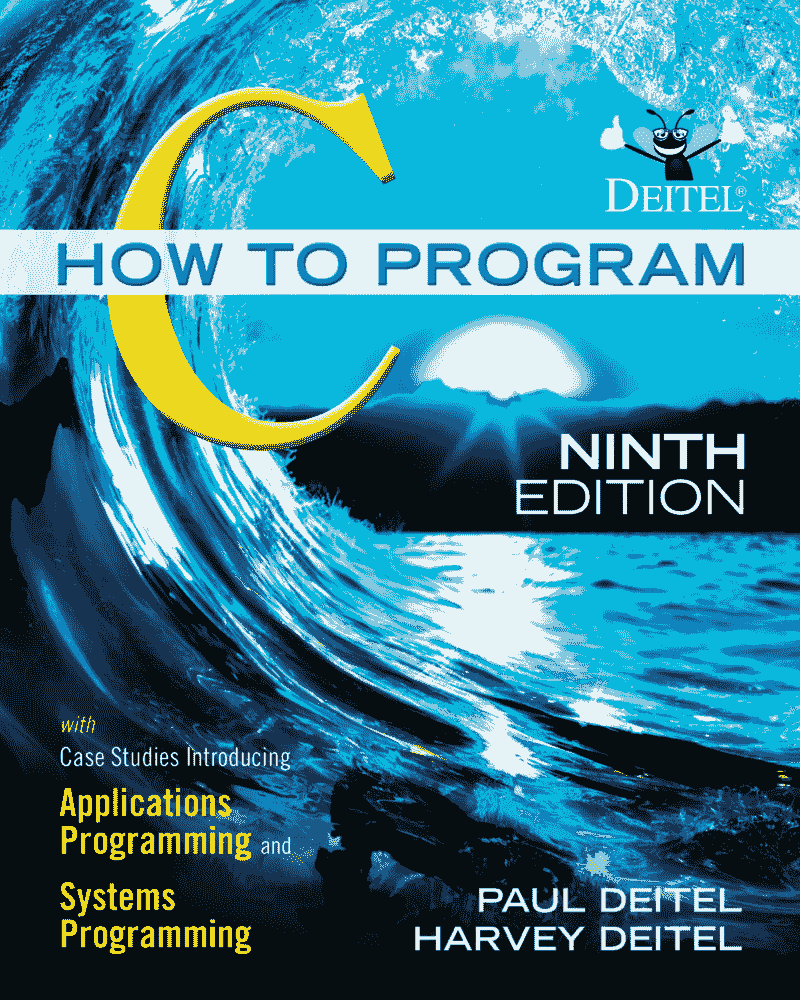 DEITEL®
C
HOW TO PROGRAM
NINTH
EDITION
with
Case Studies Introducing
Applications
Programming and
Systems
Programming
PAUL DEITEL
HARVEY DEITEL